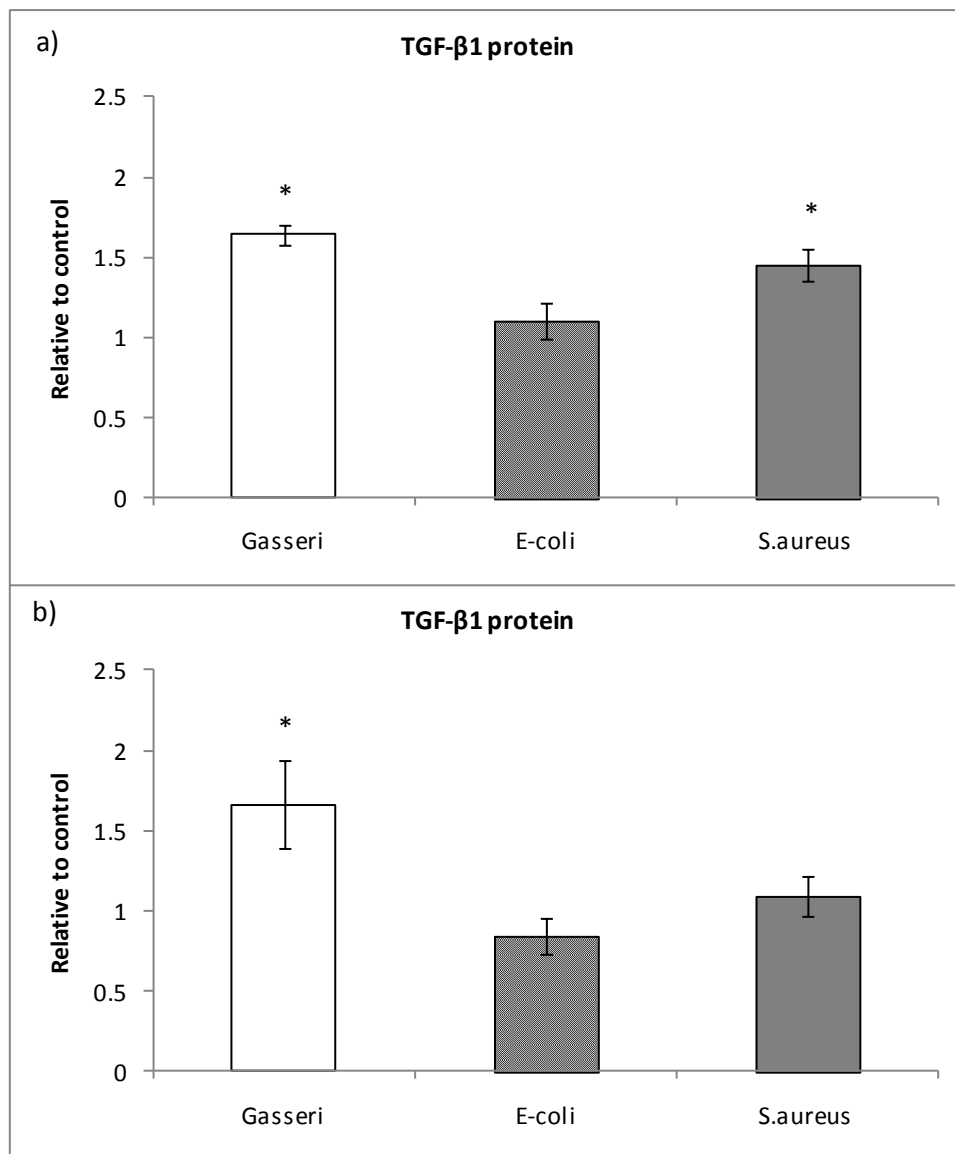 a)
TGF-β1 protein
2.5
2
1.5
1
0.5
0
Relative to control
*
*
Gasseri E-coli S.aureus
b)
TGF-β1 protein
2.5
2
1.5
1
0.5
0
Relative to control
*
Gasseri E-coli S.aureus